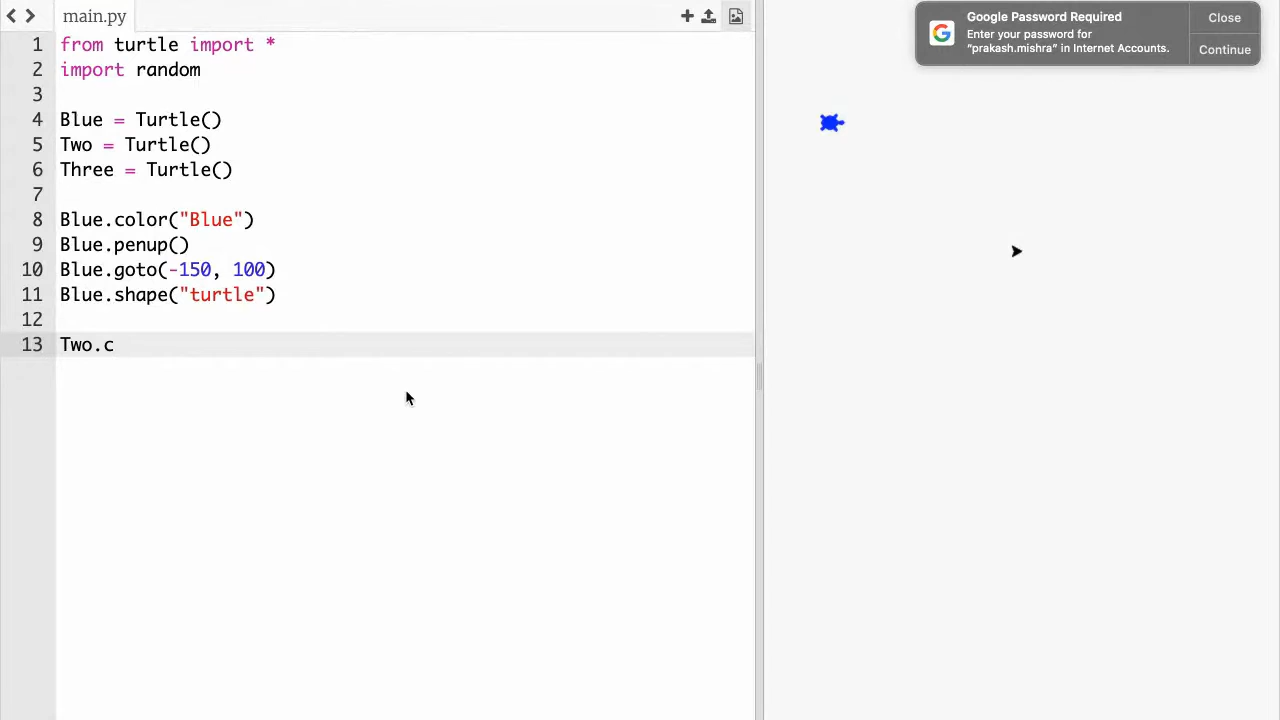 main.py
1 from turtle import *
2 import random
3
4 Blue = Turtle()
5 Two = Turtle()
6 Three = Turtle()
7
8 Blue.color("Blue")
9 Blue.penup()
10 Blue.goto(-150, 100)
11 Blue.shape("turtle")
12
13 Two.c
Google Password Required
Enter your password for
“prakash.mishra” in Internet Accounts.
Close
Continue